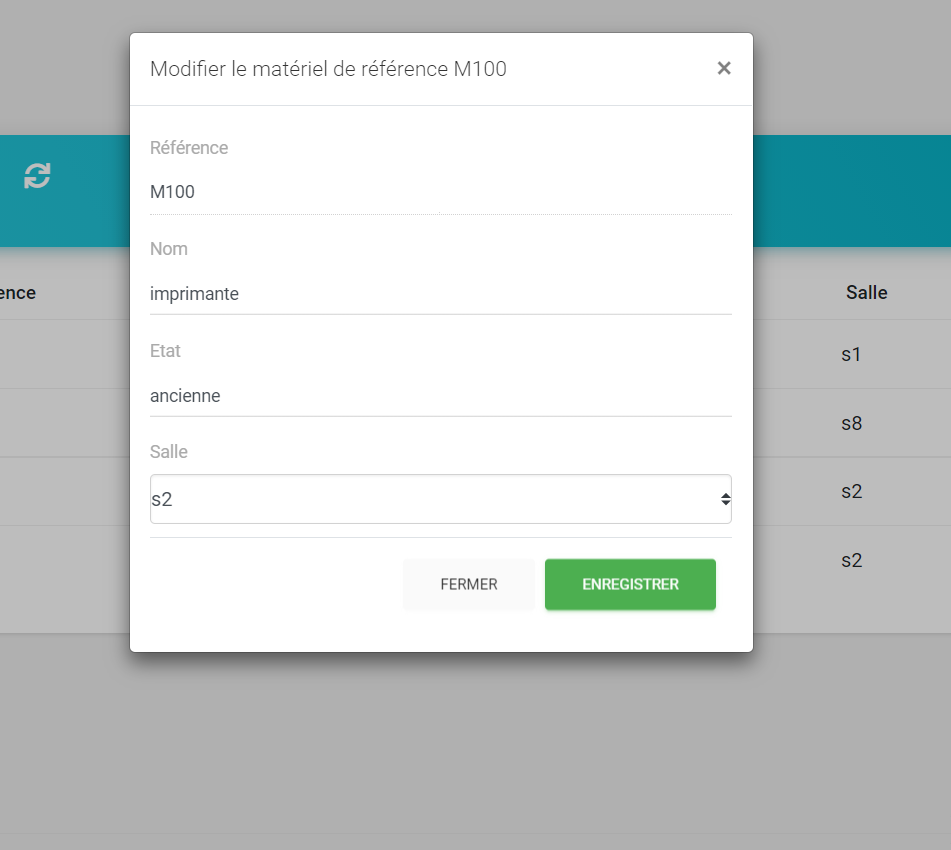 Modifier le matériel de référence M100
×
Référence
M100
Nom
imprimante
Etat
ancienne
Salle
s2
FERMER
ENREGISTRER
ence
Salle
s1
s8
s2
s2